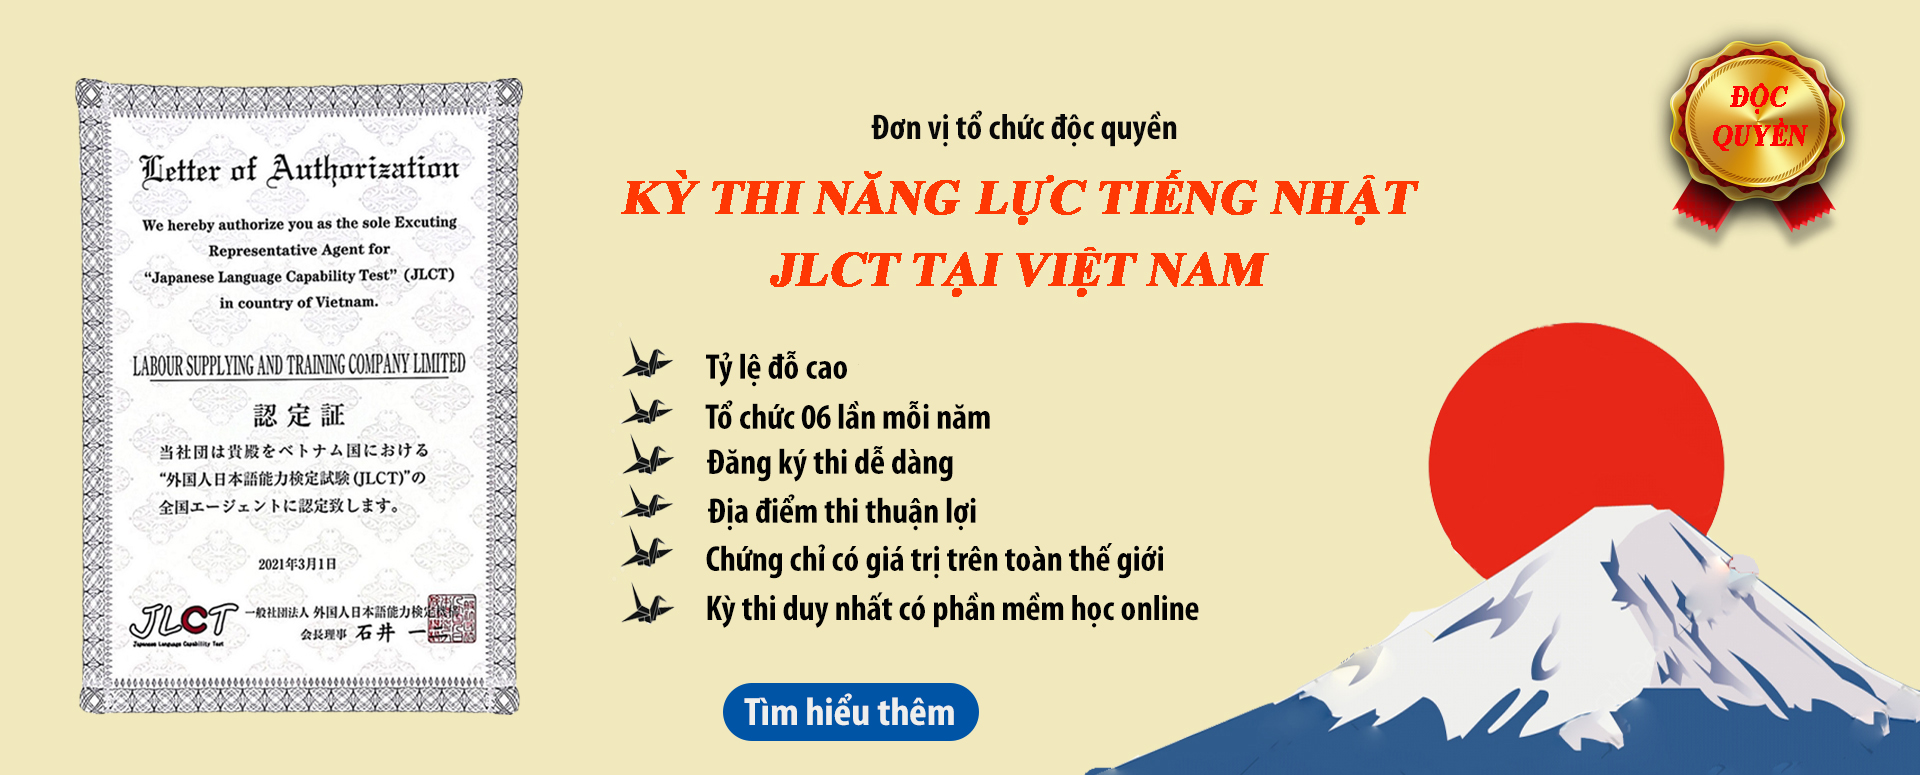 Letter of Authorization
We hereby authorize you as the sole Excuting
Representative Agent for
“Japanese Language Capability Test” (JLCT)
in country of Vietnam.
LABOUR SUPPLYING AND TRAINING COMPANY LIMITED
認定証
当社団は貴殿をベトナム国における
“外国人日本語能力検定試験(JLCT)”の
全国エージェントに認定致します。
2021年3月1日
JLCT
Japanese Language Capability Test
一般社団法人 外国人日本語能力検定
会長理事 石井 一
Đơn vị tổ chức độc quyền
KỲ THI NĂNG LỰC TIẾNG NHẬT
JLCT TẠI VIỆT NAM
Tỷ lệ đỗ cao
Tổ chức 06 lần mỗi năm
Đăng ký thi dễ dàng
Địa điểm thi thuận lợi
Chứng chỉ có giá trị trên toàn thế giới
Kỳ thi duy nhất có phần mềm học online
Tìm hiểu thêm
ĐỘC
QUYỀN